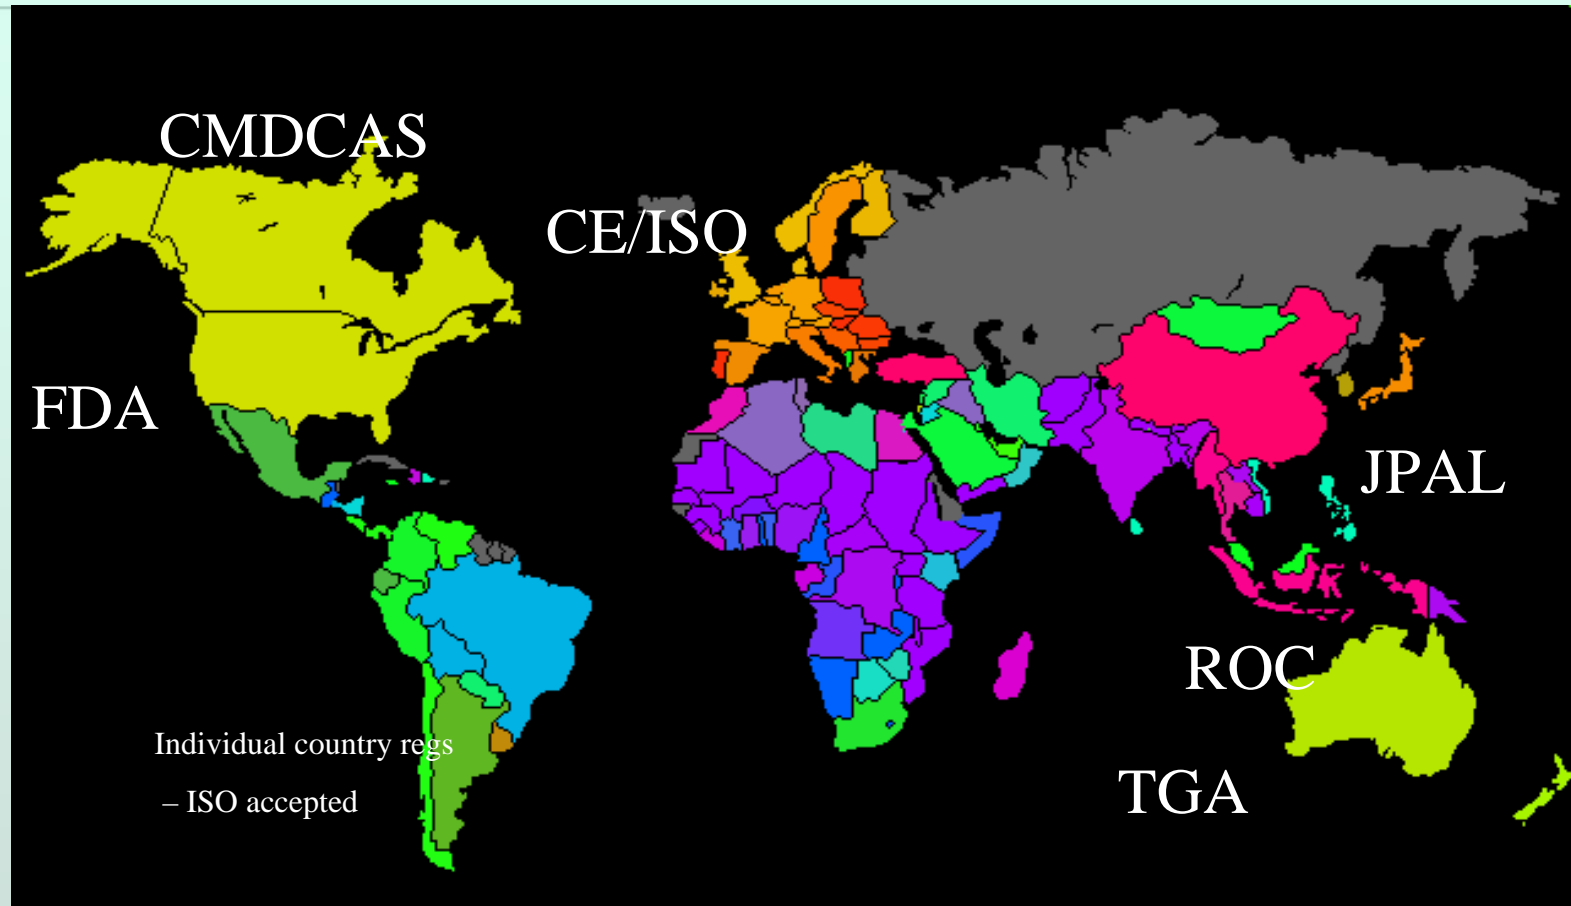 CMDCAS
CE/ISO
FDA
JPAL
ROC
Individual country regs
– ISO accepted
TGA